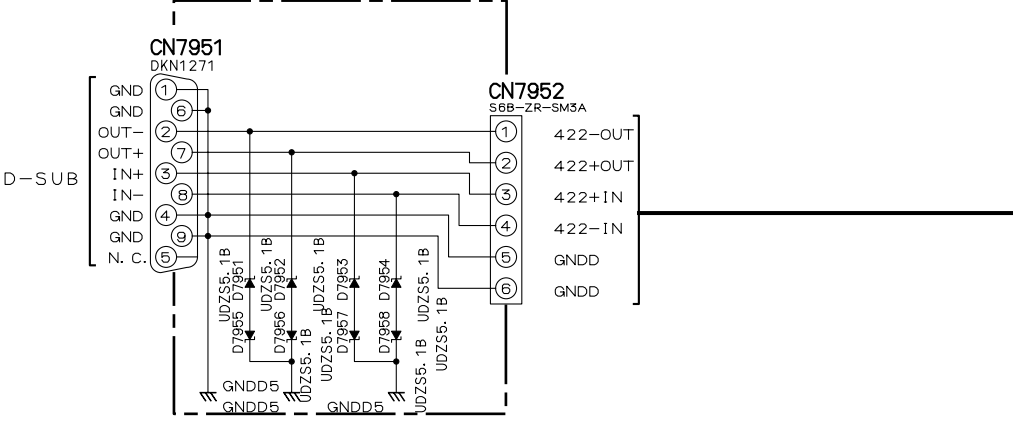 CN7951
DKN1271
CN7952
S6B-ZR-SM3A
D-SUB
GND 1
GND 6
OUT- 2
OUT+ 7
IN+ 3
IN- 8
GND 4
GND 9
N. C. 5
1 422-OUT
2 422+OUT
3 422+IN
4 422-IN
5 GNDD
6 GNDD
UDZS5. 1B
D7951
UDZS5. 1B
D7952
UDZS5. 1B
D7953
D7954
UDZS5. 1B
D7955
D7956
UDZS5. 1B
UDZS5. 1B
D7957
D7958
UDZS5. 1B
UDZS5. 1B
GNDD5
GNDD5
GNDD5